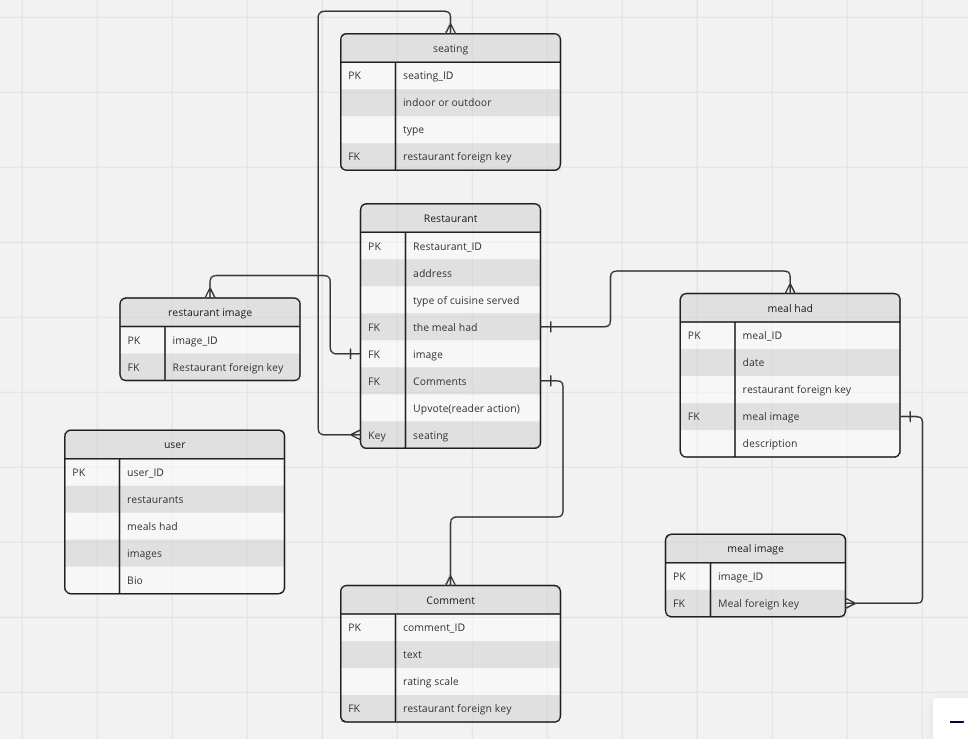 seating
PK seating_ID
indoor or outdoor
type
FK restaurant foreign key
Restaurant
PK Restaurant_ID
address
type of cuisine served
FK the meal had
FK image
FK Comments
Upvote(reader action)
Key seating
restaurant image
PK image_ID
FK Restaurant foreign key
meal had
PK meal_ID
date
restaurant foreign key
FK meal image
description
user
PK user_ID
restaurants
meals had
images
Bio
meal image
PK image_ID
FK Meal foreign key
Comment
PK comment_ID
text
rating scale
FK restaurant foreign key